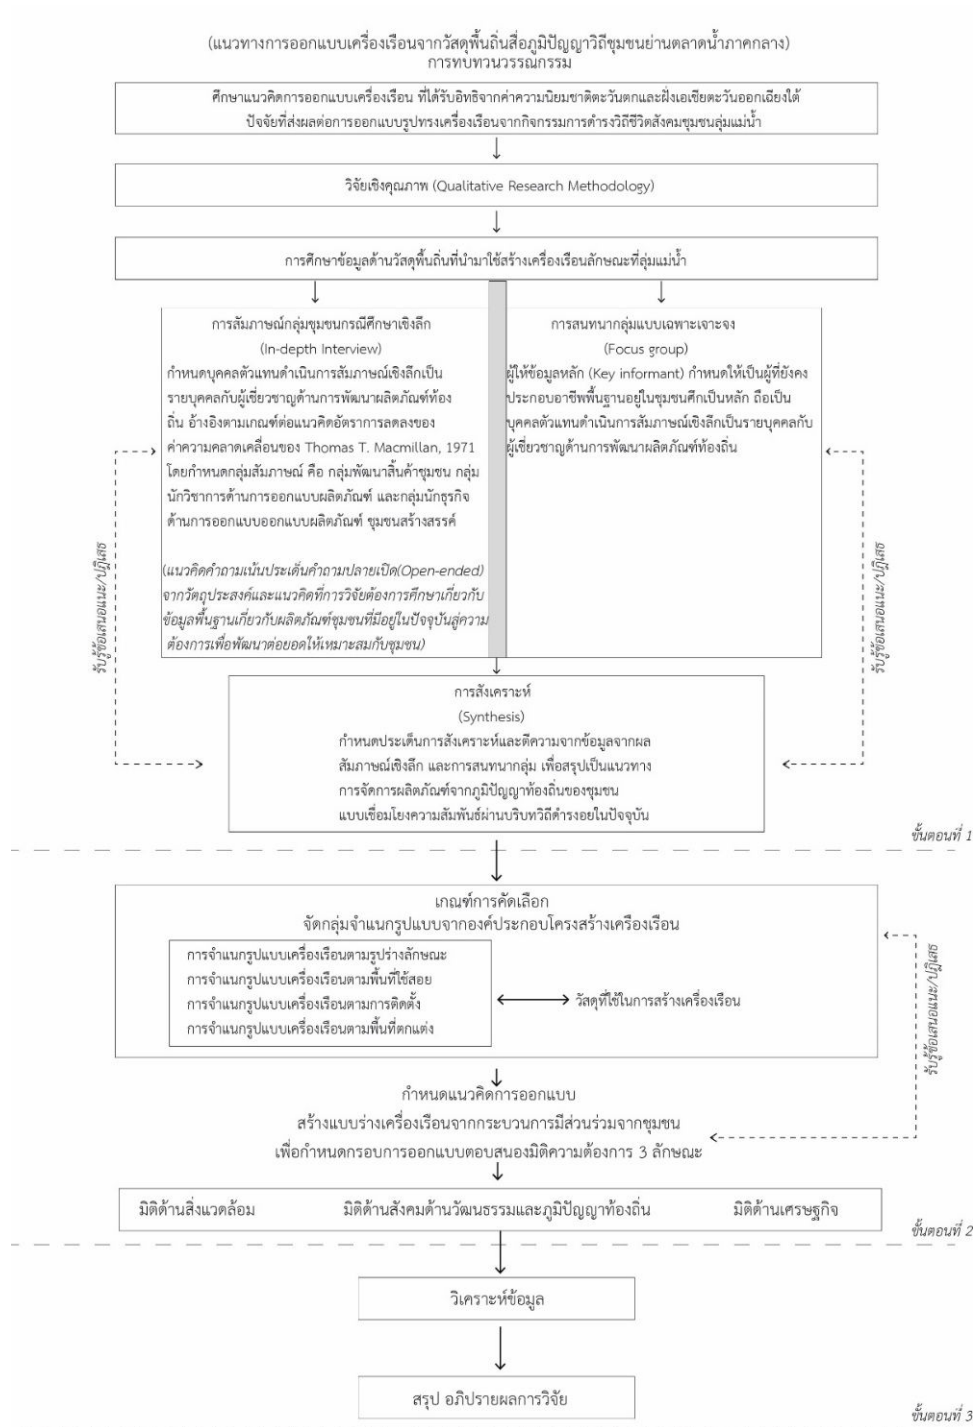 (แนวทางการออกแบบเครื่องเรือนจากวัสดุพื้นถิ่นสื่อภูมิปัญญาวิถีชุมชนย่านตลาดน้ำภาคกลาง)
การทบทวนวรรณกรรม
ศึกษาแนวคิดการออกแบบเครื่องเรือน ที่ได้รับอิทธิจากค่าความนิยมชาติตะวันตกและฝั่งเอเชียตะวันออกเฉียงใต้
ปัจจัยที่ส่งผลต่อการออกแบบรูปทรงเครื่องเรือนจากกิจกรรมการดำรงวิถีชีวิตสังคมชุมชนลุ่มแม่น้ำ
วิจัยเชิงคุณภาพ (Qualitative Research Methodology)
การศึกษาข้อมูลด้านวัสดุพื้นถิ่นที่นำมาใช้สร้างเครื่องเรือนลักษณะที่ลุ่มแม่น้ำ
การสัมภาษณ์กลุ่มชุมชนกรณีศึกษาเชิงลึก
(In-depth Interview)
กำหนดบุคคลตัวแทนดำเนินการสัมภาษณ์เชิงลึกเป็น
รายบุคคลกับผู้เชี่ยวชาญด้านการพัฒนาผลิตภัณฑ์ท้อง
ถิ่น อ้างอิงตามเกณฑ์ต่อแนวคิดอัตราการลดลงของ
ค่าความคลาดเคลื่อนของ Thomas T. Macmillan, 1971
โดยกำหนดกลุ่มสัมภาษณ์ คือ กลุ่มพัฒนาสิ้นค้าชุมชน กลุ่ม
นักวิชาการด้านการออกแบบผลิตภัณฑ์ และกลุ่มนักธุรกิจ
ด้านการออกแบบออกแบบผลิตภัณฑ์ ชุมชนสร้างสรรค์
(แนวคิดคำถามเน้นประเด็นคำถามปลายเปิด(Open-ended)
จากวัตถุประสงค์และแนวคิดที่การวิจัยต้องการศึกษาเกี่ยวกับ
ข้อมูลพื้นฐานเกี่ยวกับผลิตภัณฑ์ชุมชนที่มีอยู่ในปัจจุบันสู่ความ
ต้องการเพื่อพัฒนาต่อยอดให้เหมาะสมกับชุมชน)
การสนทนากลุ่มแบบเฉพาะเจาะจง
(Focus group)
ผู้ให้ข้อมูลหลัก (Key informant) กำหนดให้เป็นผู้ที่ยังคง
ประกอบอาชีพพื้นฐานอยู่ในชุมชนศึกเป็นหลัก ถือเป็น
บุคคลตัวแทนดำเนินการสัมภาษณ์เชิงลึกเป็นรายบุคคลกับ
ผู้เชี่ยวชาญด้านการพัฒนาผลิตภัณฑ์ท้องถิ่น
รับรู้ข้อเสนอแนะ/ปฏิเสธ
รับรู้ข้อเสนอแนะ/ปฏิเสธ
การสังเคราะห์
(Synthesis)
กำหนดประเด็นการสังเคราะห์และตีความจากข้อมูลจากผล
สัมภาษณ์เชิงลึก และการสนทนากลุ่ม เพื่อสรุปเป็นแนวทาง
การจัดการผลิตภัณฑ์จากภูมิปัญญาท้องถิ่นของชุมชน
แบบเชื่อมโยงความสัมพันธ์ผ่านบริบทวิถีดำรงอยในปัจจุบัน
ขั้นตอนที่ 1
เกณฑ์การคัดเลือก
จัดกลุ่มจำแนกรูปแบบจากองค์ประกอบโครงสร้างเครื่องเรือน
การจำแนกรูปแบบเครื่องเรือนตามรูปร่างลักษณะ
การจำแนกรูปแบบเครื่องเรือนตามพื้นที่ใช้สอย
การจำแนกรูปแบบเครื่องเรือนตามการติดตั้ง
การจำแนกรูปแบบเครื่องเรือนตามพื้นที่ตกแต่ง
วัสดุที่ใช้ในการสร้างเครื่องเรือน
รับรู้ข้อเสนอแนะ/ปฏิเสธ
กำหนดแนวคิดการออกแบบ
สร้างแบบร่างเครื่องเรือนจากกระบวนการมีส่วนร่วมจากชุมชน
เพื่อกำหนดกรอบการออกแบบตอบสนองมิติความต้องการ 3 ลักษณะ
มิติด้านสิ่งแวดล้อม มิติด้านสังคมด้านวัฒนธรรมและภูมิปัญญาท้องถิ่น มิติด้านเศรษฐกิจ
ขั้นตอนที่ 2
วิเคราะห์ข้อมูล
สรุป อภิปรายผลการวิจัย
ขั้นตอนที่ 3